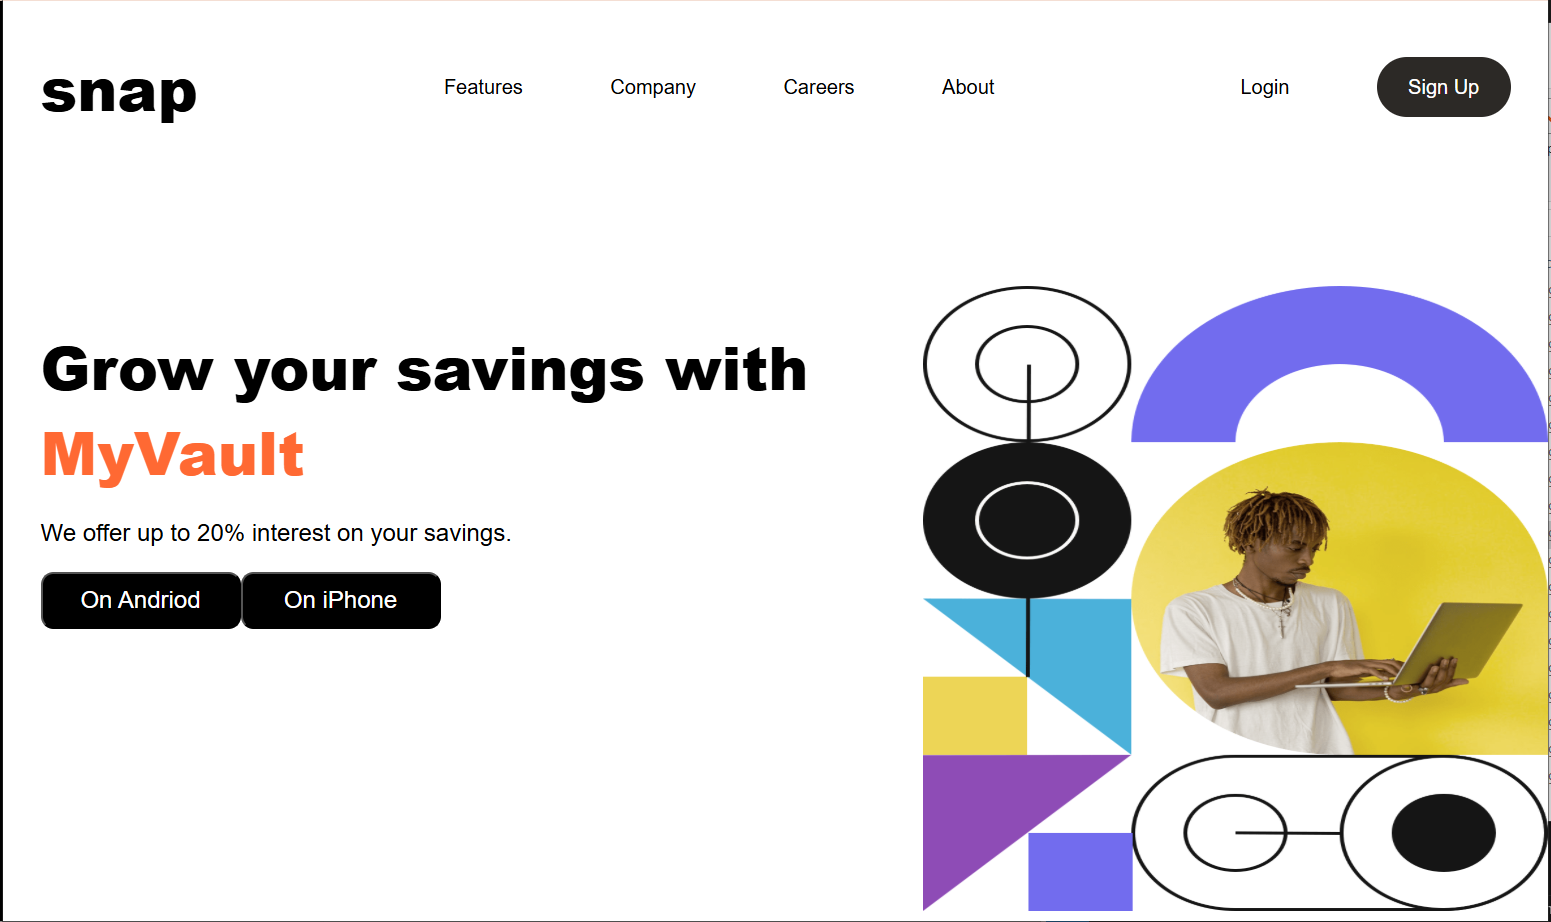 snap
Features
Company
Careers
About
Login
Sign Up
Grow your savings with
MyVault
We offer up to 20% interest on your savings.
On Andriod
On iPhone